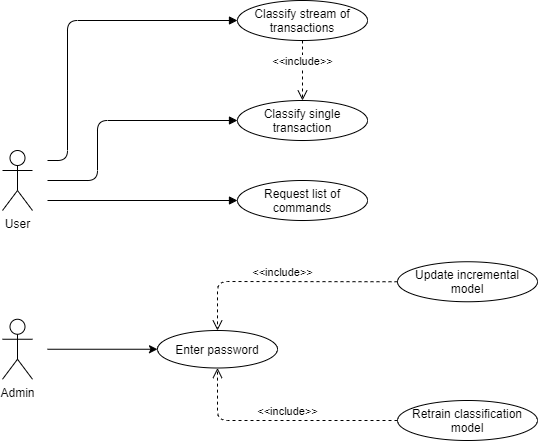 Classify stream of
transactions
<<include>>
Classify single
transaction
Request list of
commands
User
<<include>>
Update incremental
model
Enter password
Admin
<<include>>
Retrain classification
model